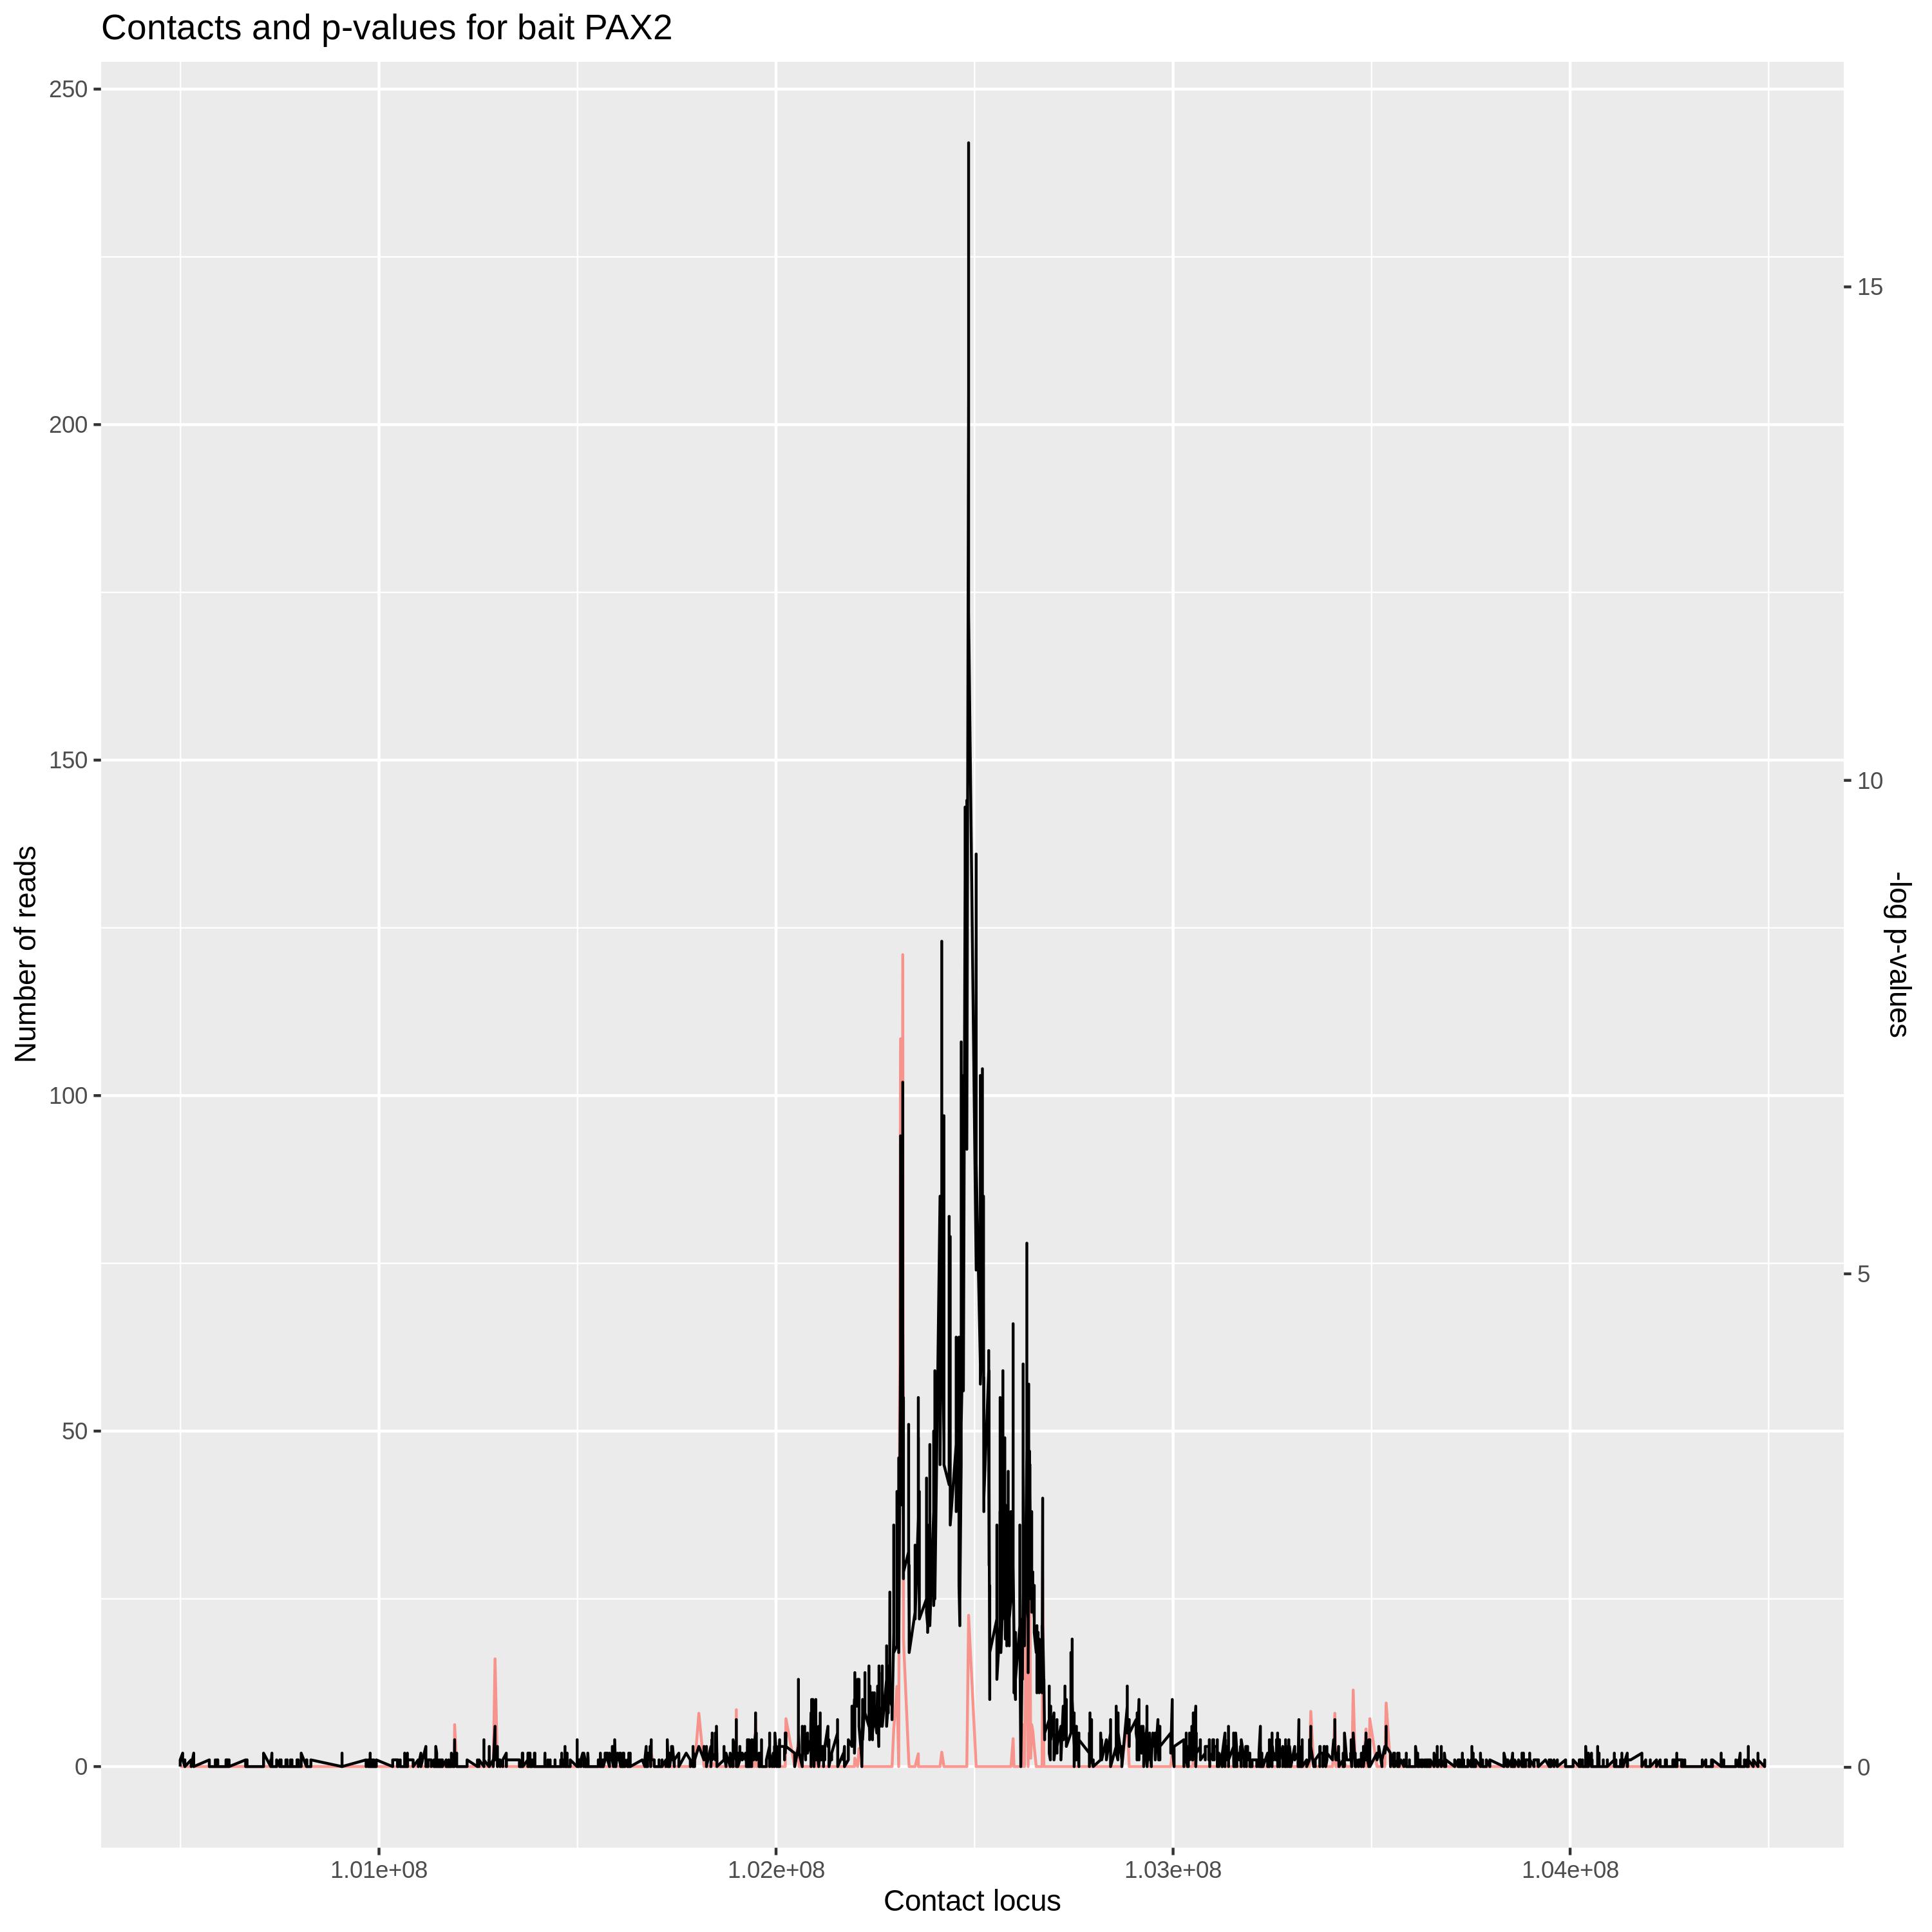 Contacts and p-values for bait PAX2
250
200
150
100
50
0
Number of reads
15
10
5
0
-log p-values
1.01e+08
1.02e+08
1.03e+08
1.04e+08
Contact locus